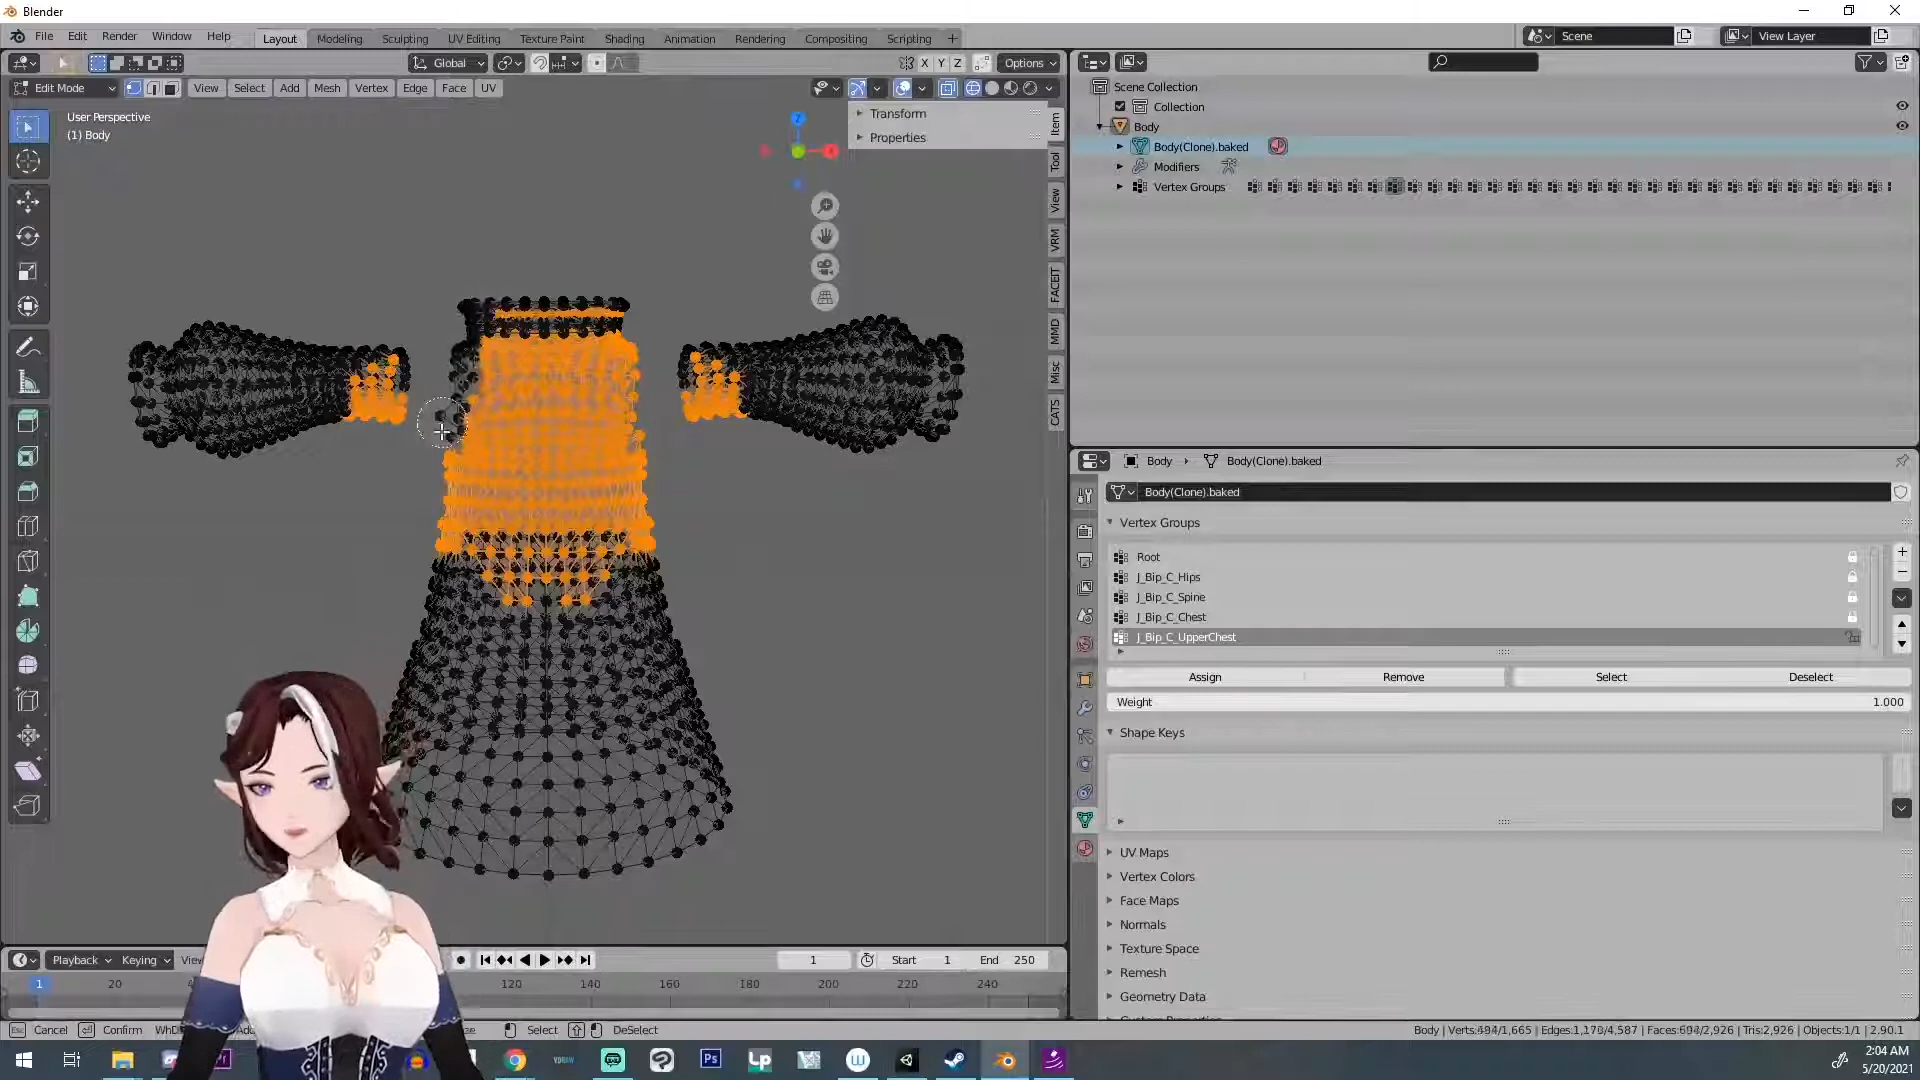 Blender
File Edit Render Window Help Layout Modeling Sculpting UV Editing Texture Paint Shading Animation Rendering Compositing Scripting + Scene View Layer
Global X Y Z Options
Edit Mode View Select Add Mesh Vertex Edge Face UV
User Perspective
(1) Body
Transform
Properties
Item
Tool
View
VRM
FACEIT
MMD
Misc
CATS
Z
X
Scene Collection
Collection
Body
Body(Clone).baked
Modifiers
Vertex Groups
Body Body(Clone).baked
Body(Clone).baked
Vertex Groups
Root
J_Bip_C_Hips
J_Bip_C_Spine
J_Bip_C_Chest
J_Bip_C_UpperChest
Assign Remove Select Deselect
Weight 1.000
Shape Keys
UV Maps
Vertex Colors
Face Maps
Normals
Texture Space
Remesh
Geometry Data
Playback Keying 1 Start 1 End 250
1 20 120 140 160 180 200 220 240
Cancel Confirm Select DeSelect
Body | Verts:494/1,665 | Edges:1,170/4,587 | Faces:694/2,926 | Tris:2,926 | Objects:1/1 | 2.90.1
Ps Lp
2:04 AM
5/20/2021